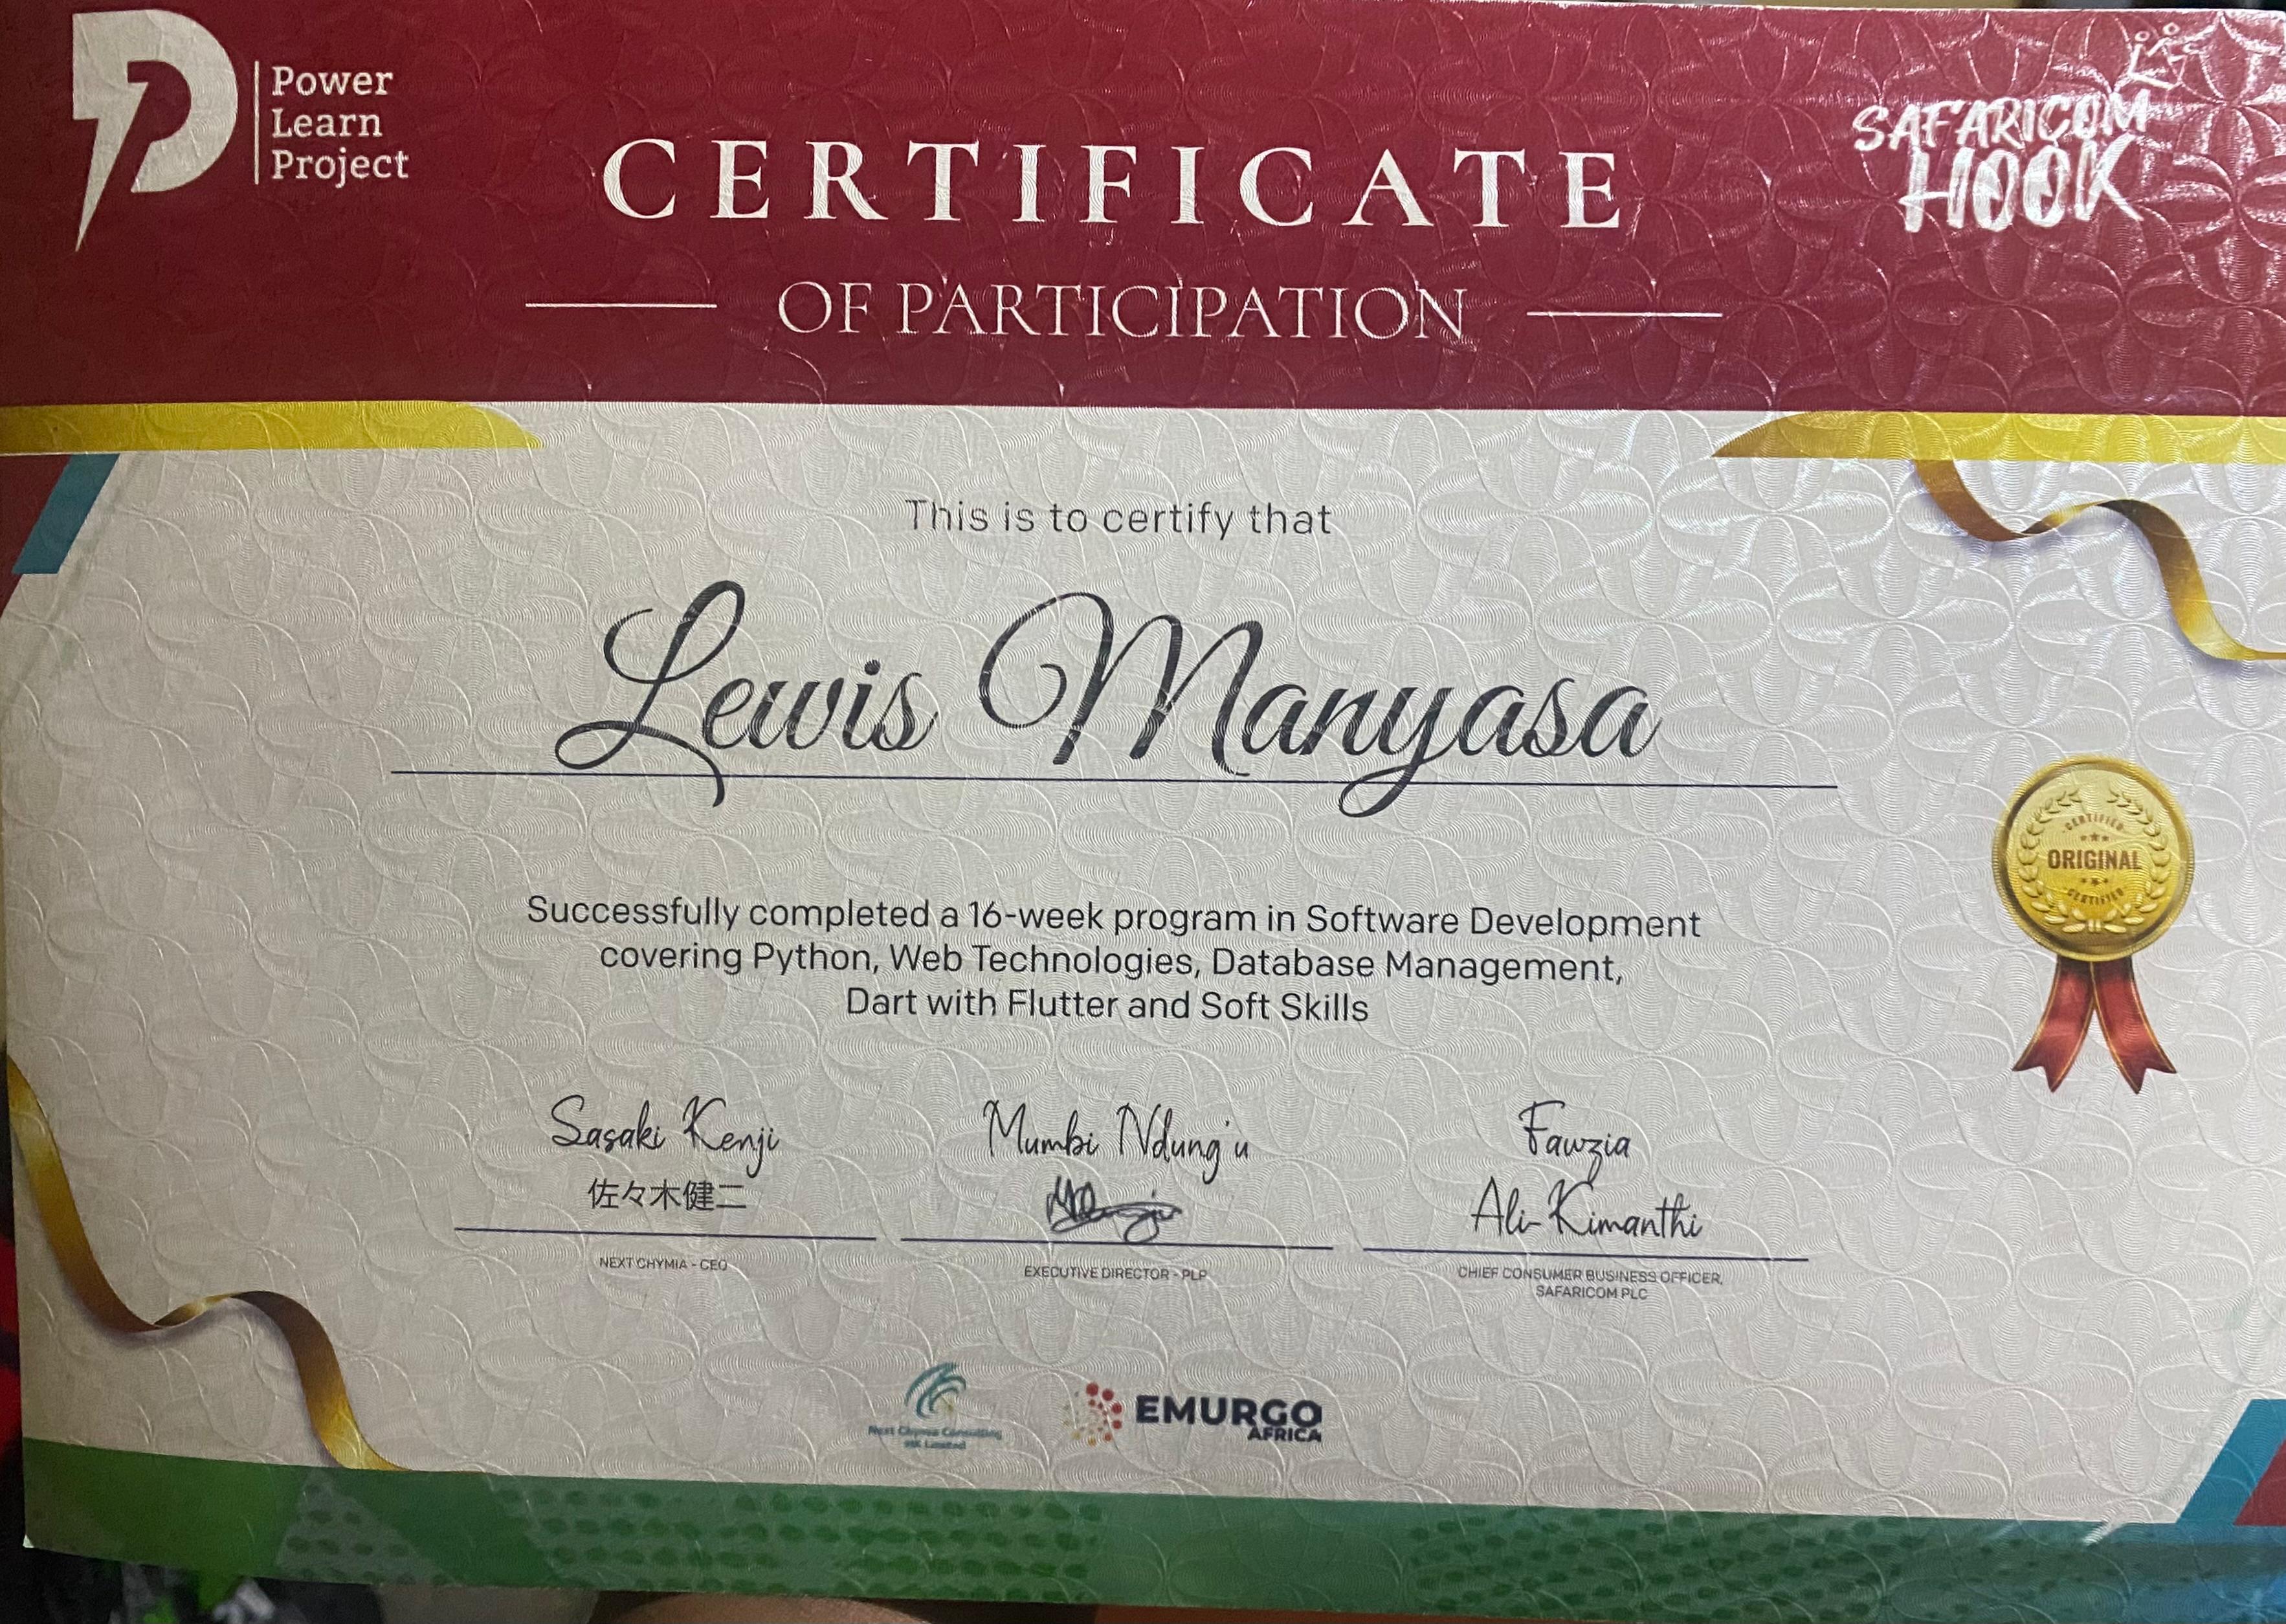 Power
Learn
Project
SAFARICOM
HOOK
CERTIFICATE
OF PARTICIPATION
This is to certify that
Lewis Manyasa
CERTIFIED
ORIGINAL
CERTIFIED
Successfully completed a 16-week program in Software Development
covering Python, Web Technologies, Database Management,
Dart with Flutter and Soft Skills
Sasaki Kenji
佐々木健二
NEXT CHYMIA - CEO
Mumbi Ndung'u
EXECUTIVE DIRECTOR - PLP
Fawzia
Ali-Kimanthi
CHIEF CONSUMER BUSINESS OFFICER,
SAFARICOM PLC
Next Chymia Consulting
HK Limited
EMURGO
AFRICA